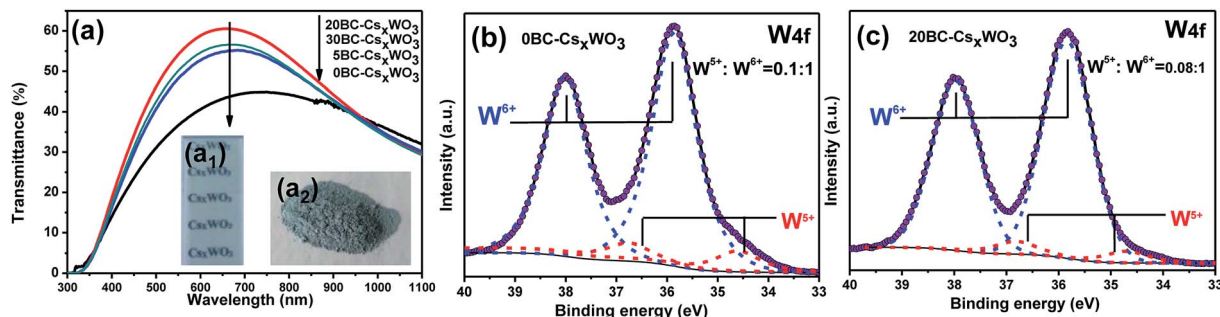 (a)
20BC-CsₓWO₃
30BC-CsₓWO₃
5BC-CsₓWO₃
0BC-CsₓWO₃
Transmittance (%)
60
50
40
30
20
10
0
(a₁)
CsₓWO₃
CsₓWO₃
CsₓWO₃
CsₓWO₃
(a₂)
300 400 500 600 700 800 900 1000 1100
Wavelength (nm)
(b)
0BC-CsₓWO₃
W4f
W⁵⁺: W⁶⁺=0.1:1
W⁶⁺
W⁵⁺
Intensity (a.u.)
40 39 38 37 36 35 34 33
Binding energy (eV)
(c)
20BC-CsₓWO₃
W4f
W⁵⁺: W⁶⁺=0.08:1
W⁶⁺
W⁵⁺
Intensity (a.u.)
40 39 38 37 36 35 34 33
Binding energy (eV)